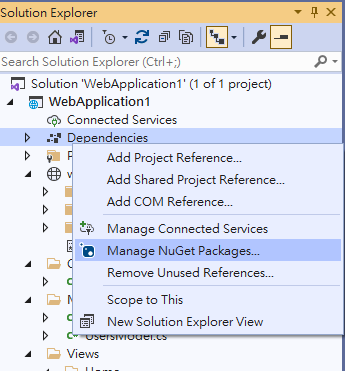 Solution Explorer
Search Solution Explorer (Ctrl+;)
Solution 'WebApplication1' (1 of 1 project)
WebApplication1
Connected Services
Dependencies
Add Project Reference...
Add Shared Project Reference...
Add COM Reference...
Manage Connected Services
Manage NuGet Packages...
Remove Unused References...
Scope to This
New Solution Explorer View
UsersModel.cs
Views